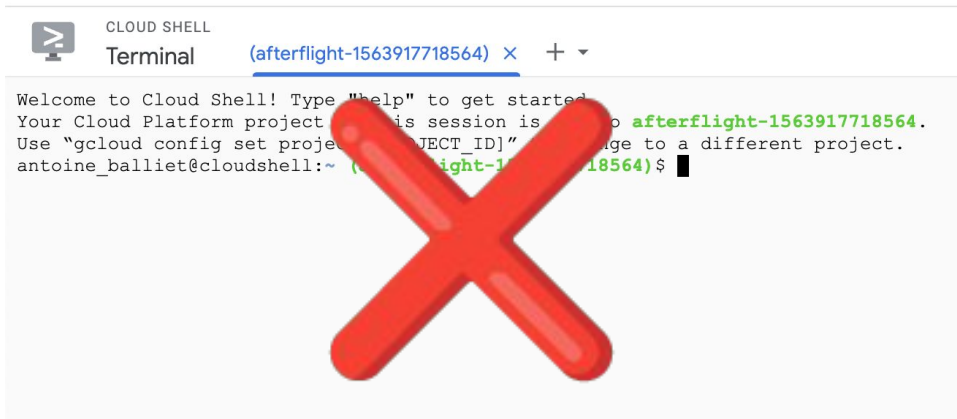 CLOUD SHELL
Terminal
(afterflight-1563917718564)
Welcome to Cloud Shell! Type "help" to get started
Your Cloud Platform project is session is o afterflight-1563917718564.
Use “gcloud config set proje JECT_ID]” ge to a different project.
antoine_balliet@cloudshell:~ ( ight-1 18564)$